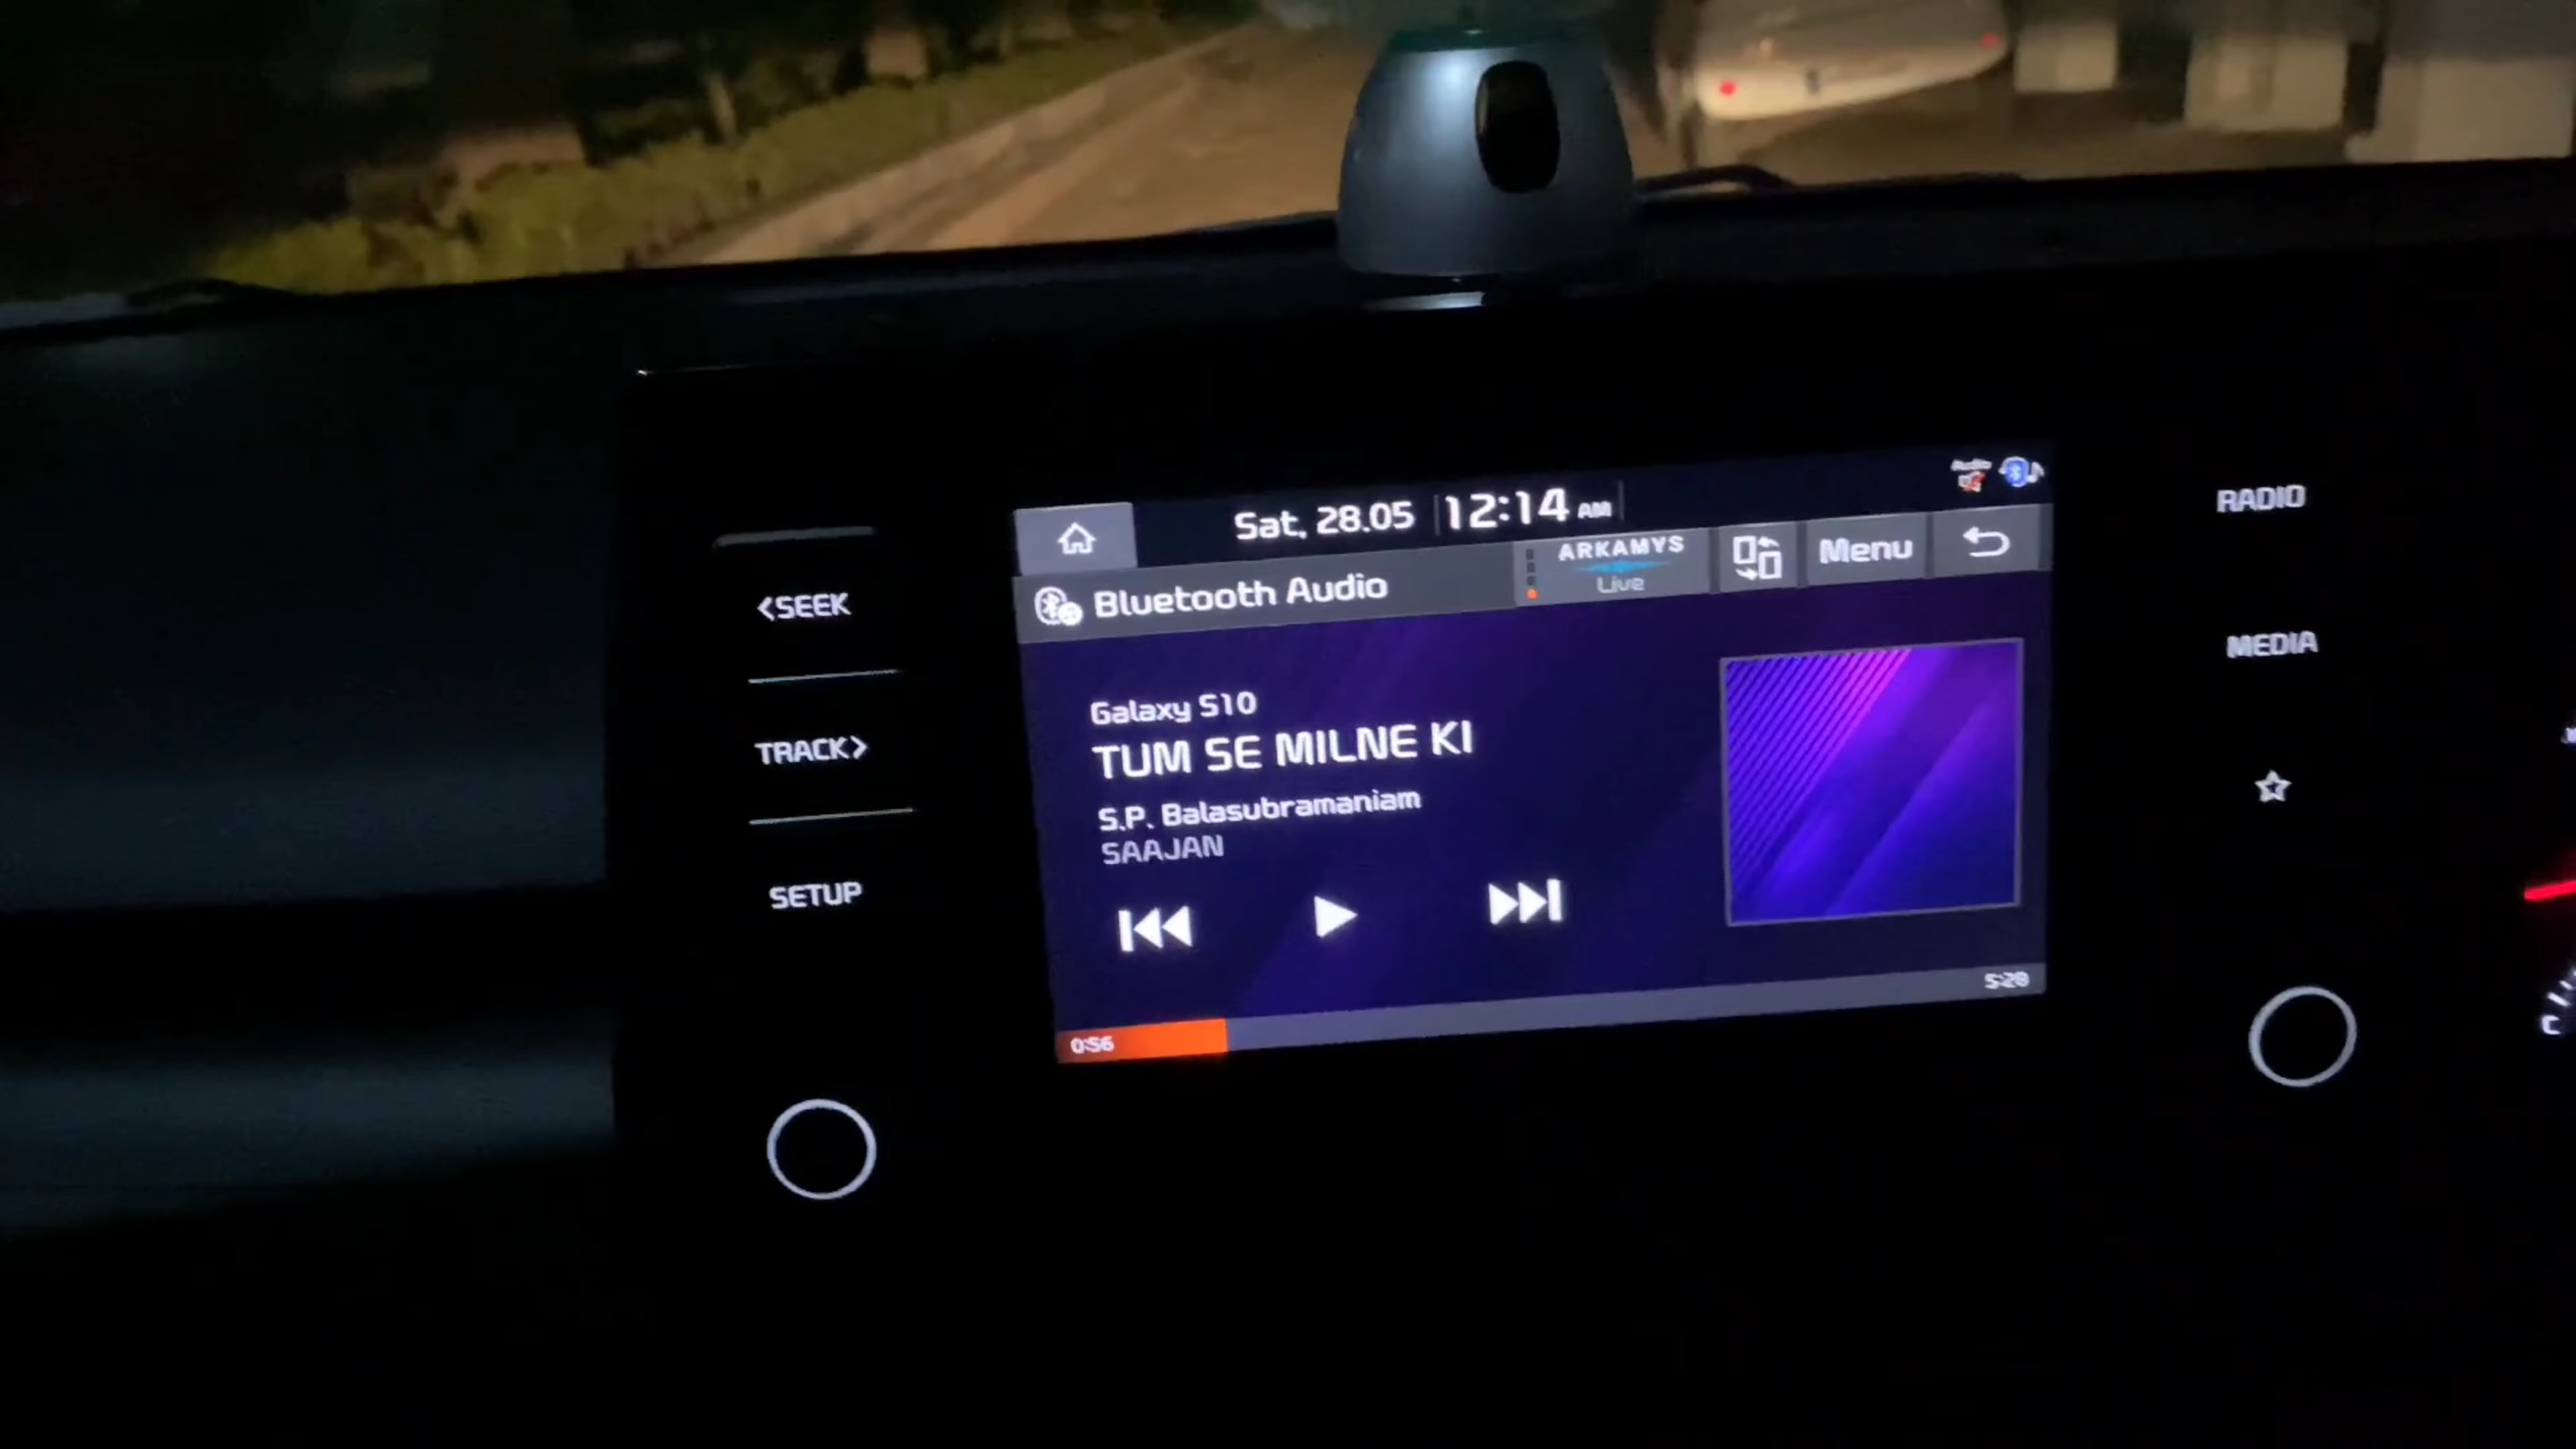 Sat, 28.05 12:14 AM
Bluetooth Audio
ARKAMYS
Live
Menu
Galaxy S10
TUM SE MILNE KI
S.P. Balasubramaniam
SAAJAN
0:56
5:28
<SEEK
TRACK>
SETUP
RADIO
MEDIA
C